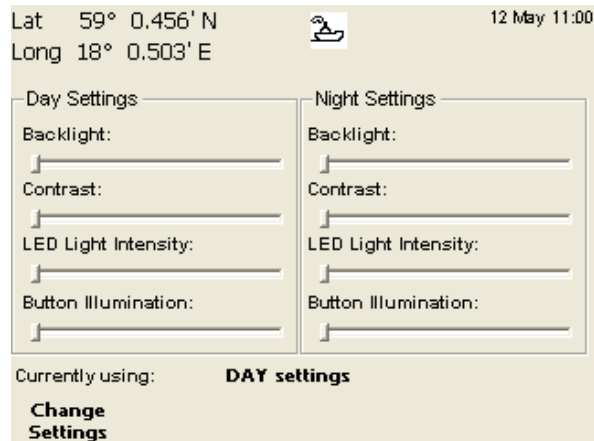 Lat 59° 0.456' N
12 May 11:00
Long 18° 0.503' E
Day Settings
Backlight:
Contrast:
LED Light Intensity:
Button Illumination:
Night Settings
Backlight:
Contrast:
LED Light Intensity:
Button Illumination:
Currently using: DAY settings
Change
Settings